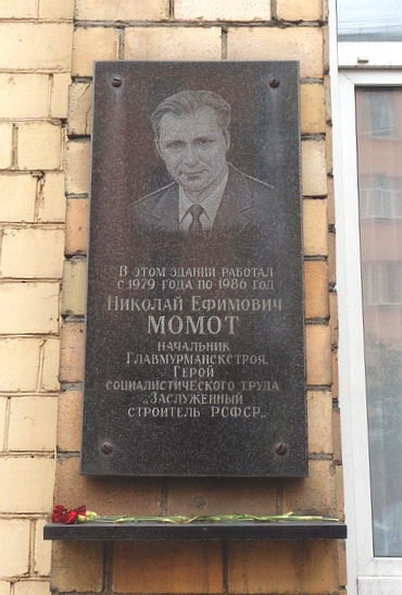 В этом здании работал
с 1979 года по 1986 год
Николай Ефимович
МОМОТ
начальник
Главмурманскстроя,
Герой
социалистического труда
„Заслуженный
строитель РСФСР„